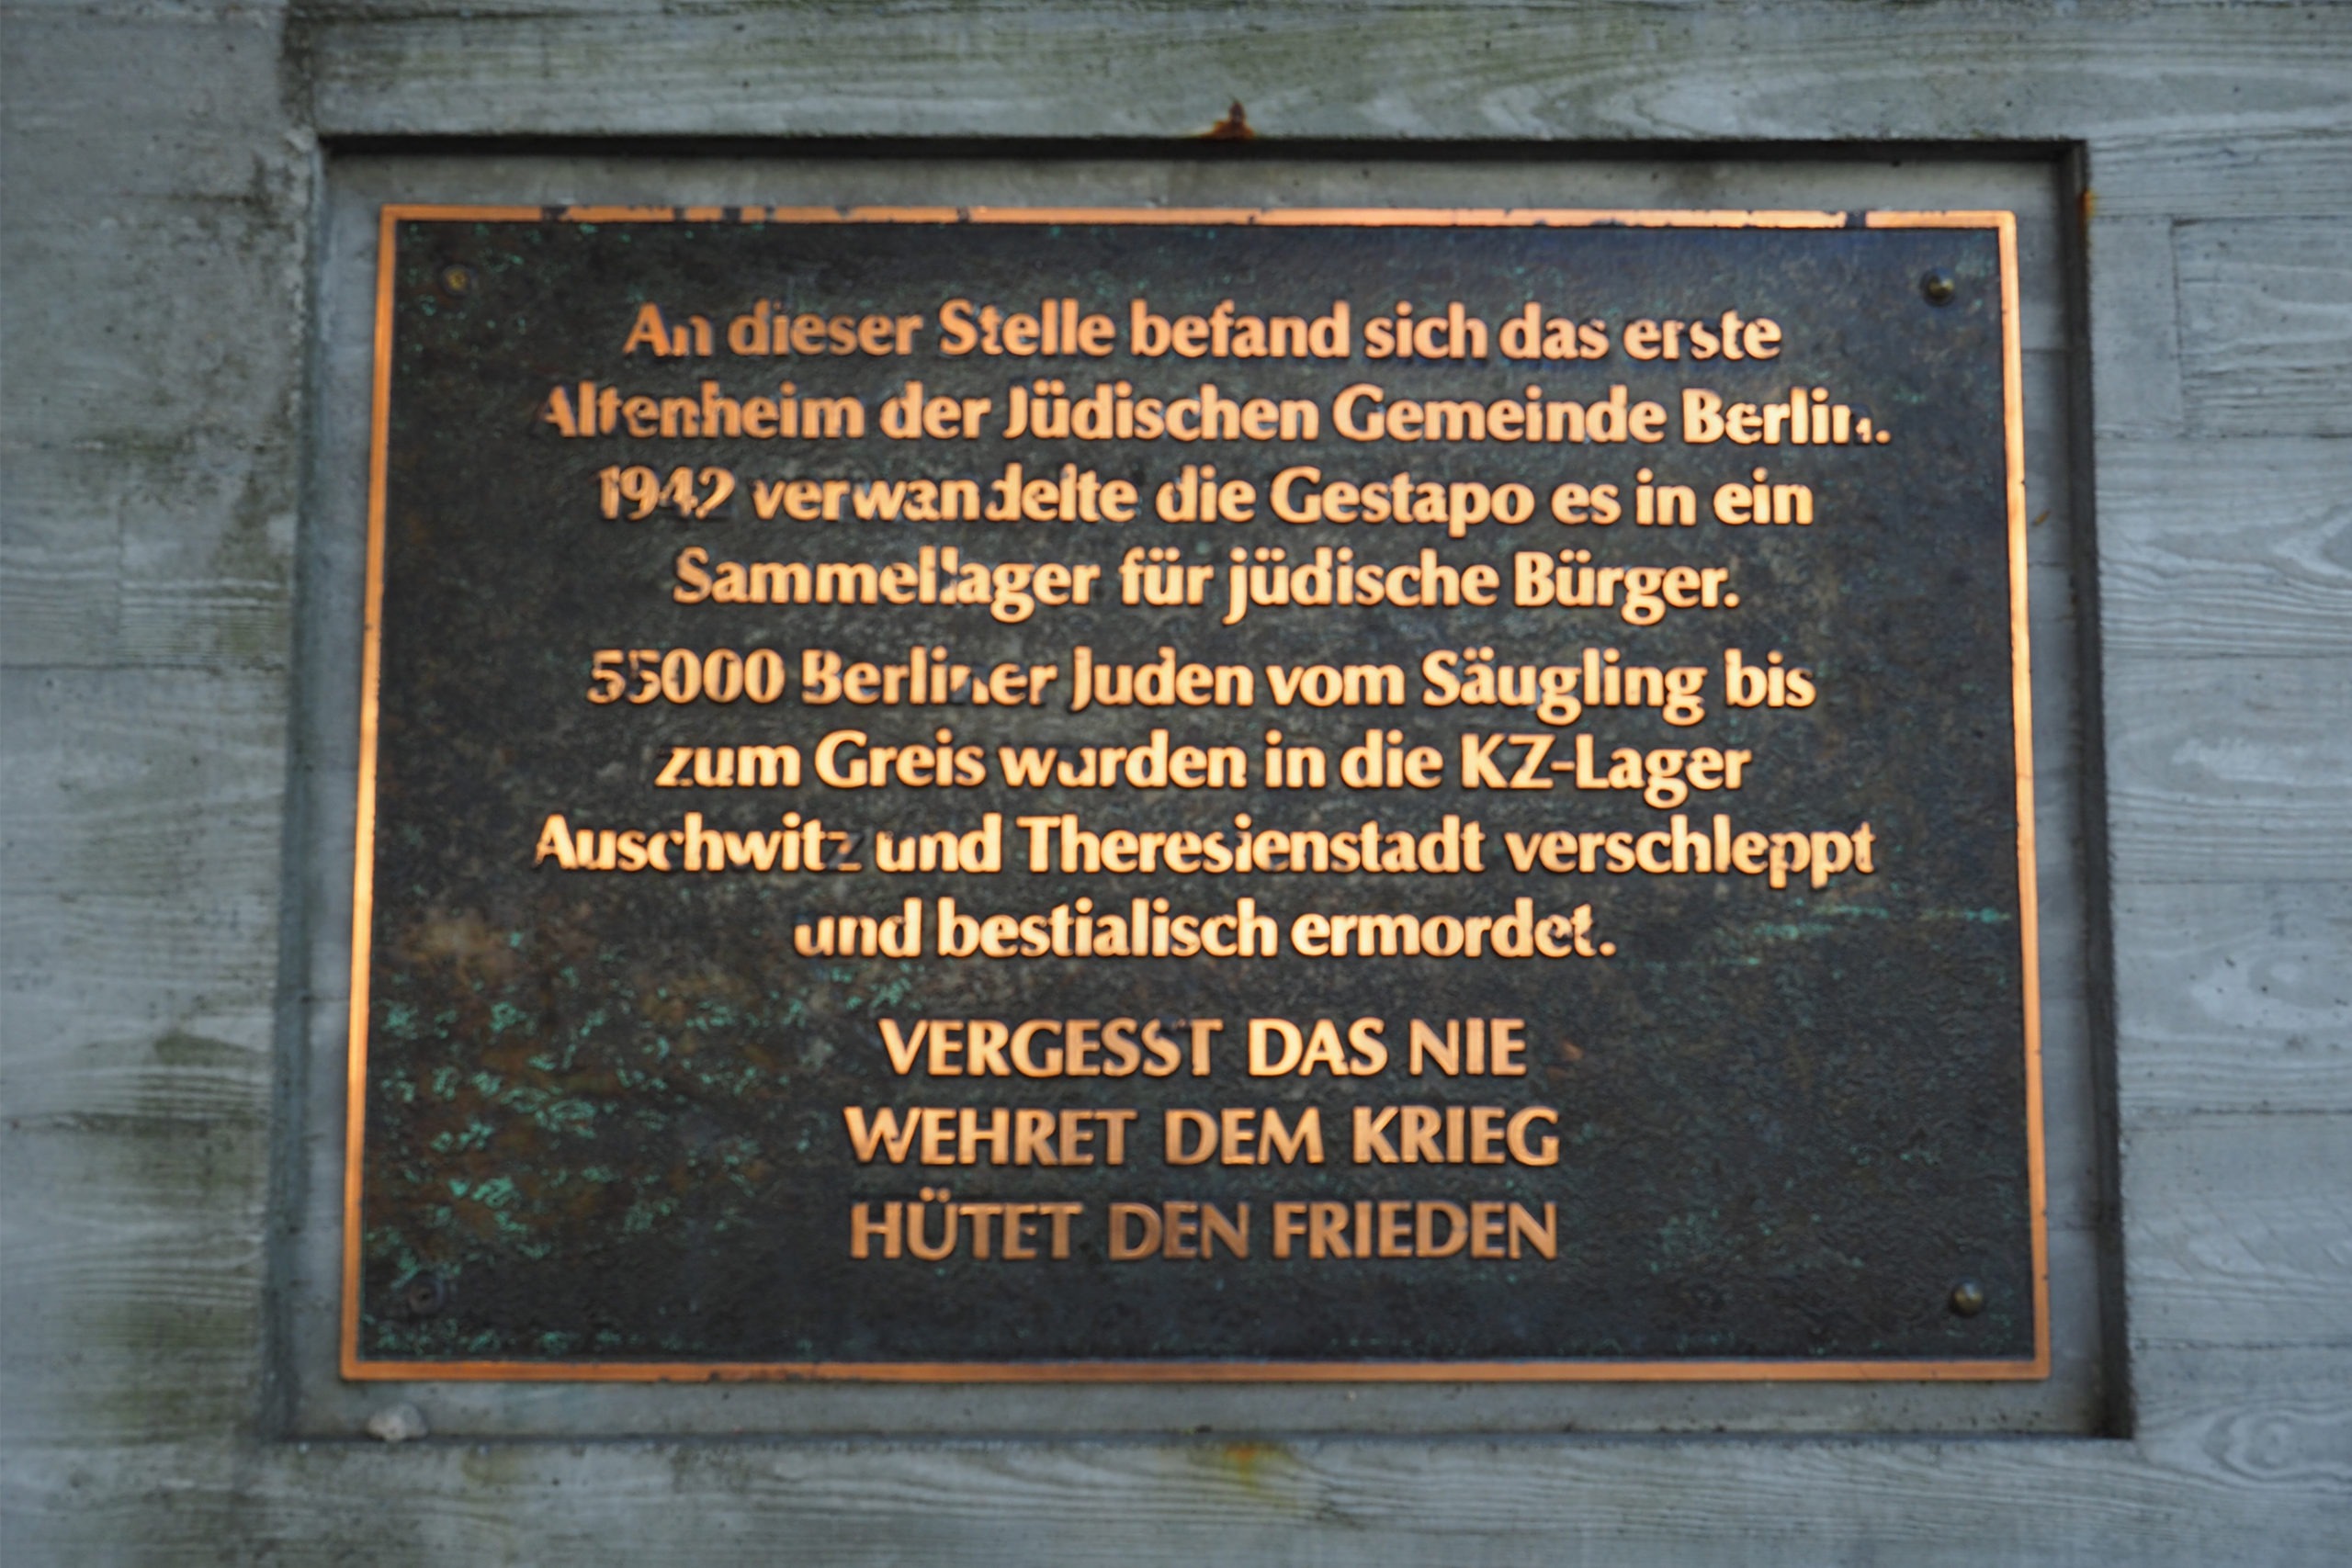 An dieser Stelle befand sich das erste
Altenheim der Jüdischen Gemeinde Berlin.
1942 verwandelte die Gestapo es in ein
Sammellager für jüdische Bürger.
55000 Berliner Juden vom Säugling bis
zum Greis wurden in die KZ-Lager
Auschwitz und Theresienstadt verschleppt
und bestialisch ermordet.
VERGESST DAS NIE
WEHRET DEM KRIEG
HÜTET DEN FRIEDEN